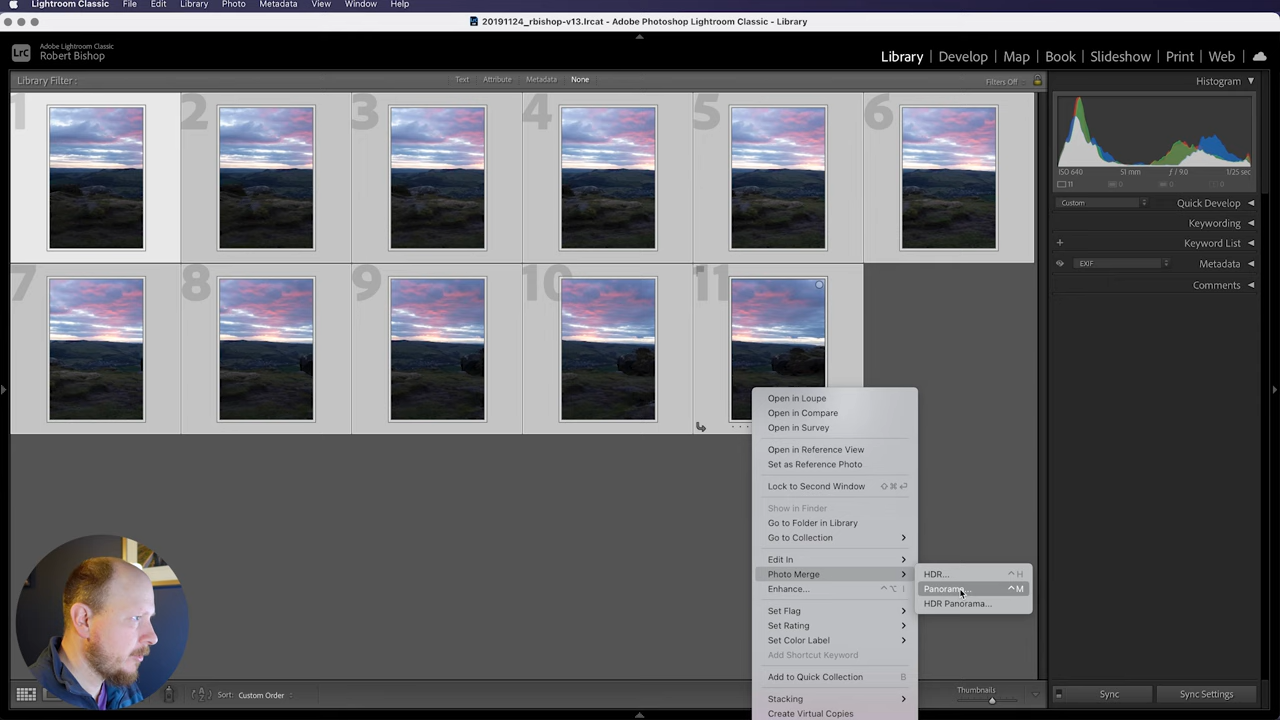 Lightroom Classic File Edit Library Photo Metadata View Window Help
20191124_rbishop-v13.lrcat - Adobe Photoshop Lightroom Classic - Library
Lrc
Adobe Lightroom Classic
Robert Bishop
Library | Develop | Map | Book | Slideshow | Print | Web
Library Filter : Text Attribute Metadata None Filters Off
Histogram
1 2 3 4 5 6
ISO 640 51 mm ƒ / 9.0 1/25 sec
11
Custom Quick Develop
Keywording
+ Keyword List
EXIF Metadata
Comments
7 8 9 10 11
Open in Loupe
Open in Compare
Open in Survey
Open in Reference View
Set as Reference Photo
Lock to Second Window ⇧⌘↩
Show in Finder
Go to Folder in Library
Go to Collection
Edit In
Photo Merge
Enhance... ^⌥ I
Set Flag
Set Rating
Set Color Label
Add Shortcut Keyword
Add to Quick Collection B
Stacking
Create Virtual Copies
HDR... ^H
Panorama... ^M
HDR Panorama...
Sort: Custom Order
Thumbnails
Sync
Sync Settings